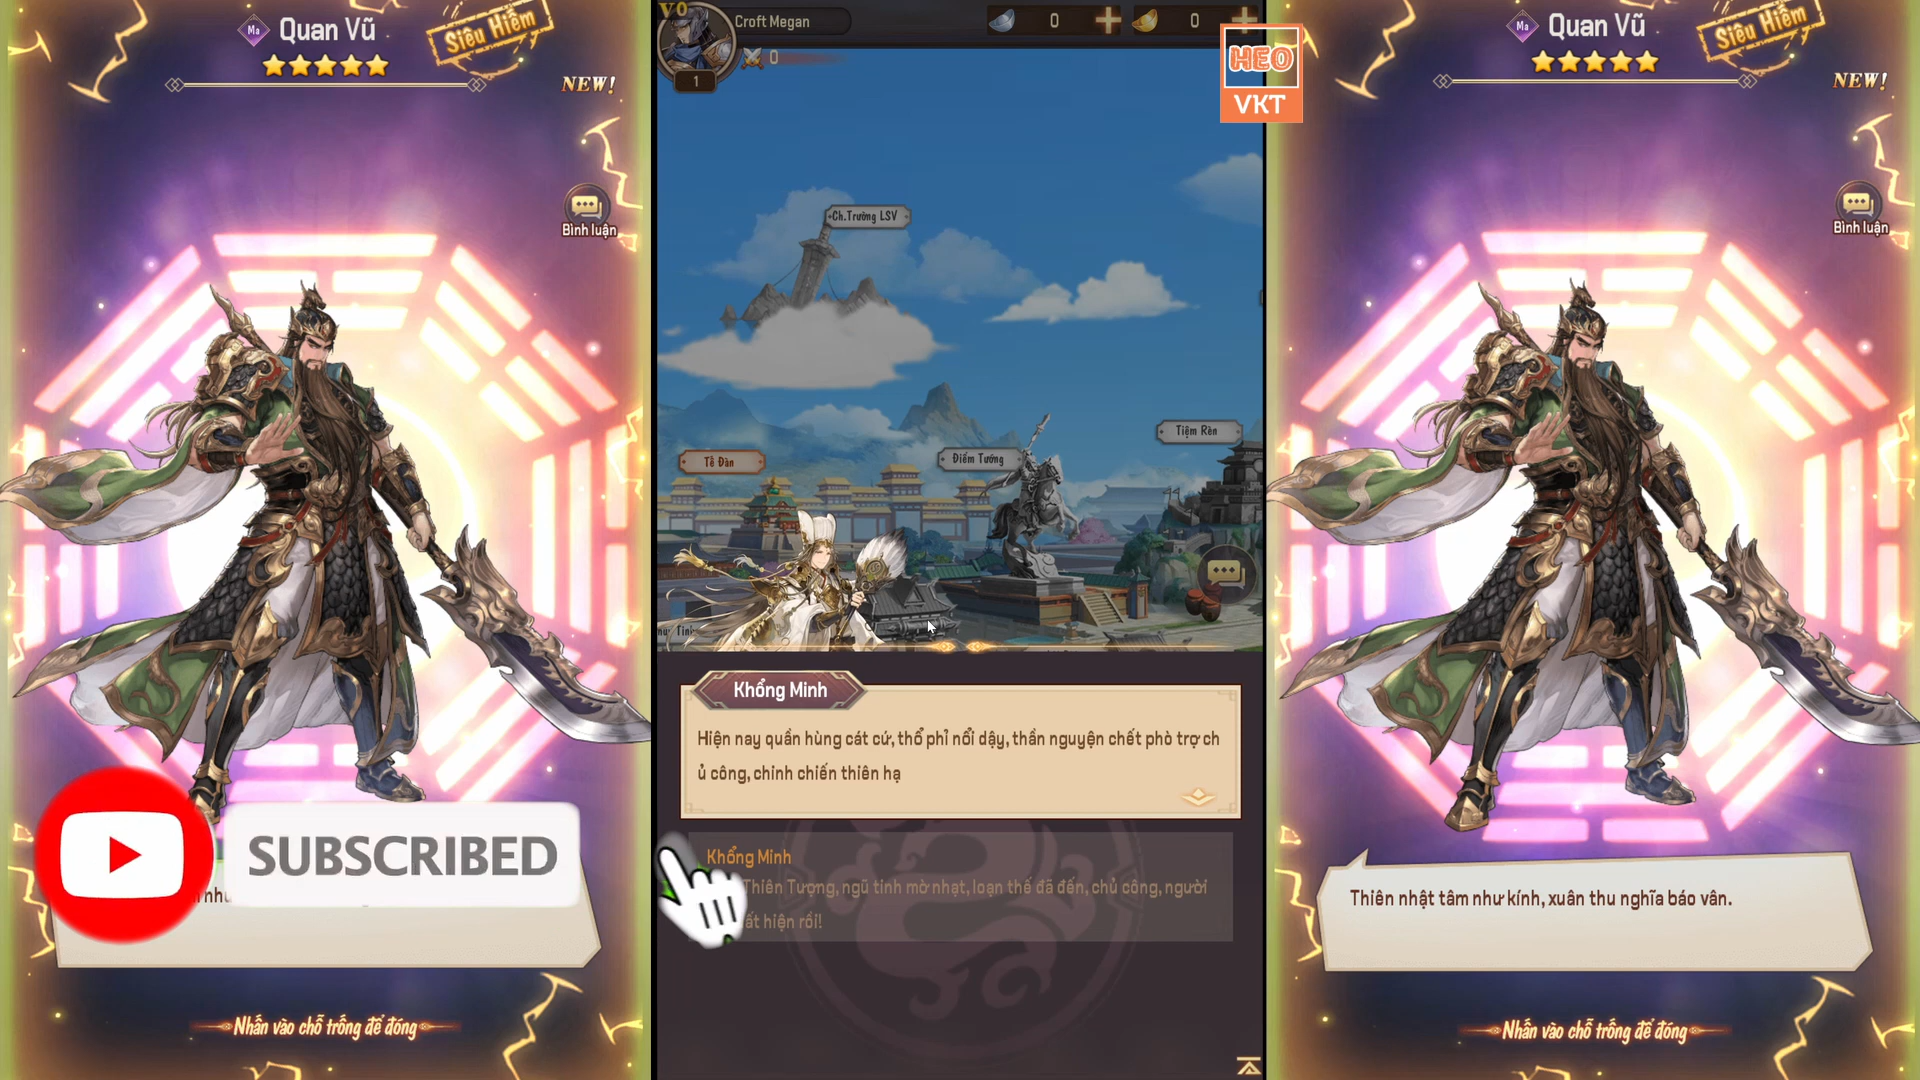 Ma
Quan Vũ
Siêu Hiếm
NEW!
Bình luận
SUBSCRIBED
Nhấn vào chỗ trống để đóng
V0
Croft Megan
0
0
0
1
HEO
VKT
Ch.Trường LSV
Tiệm Rèn
Điểm Tướng
Tế Đàn
Khổng Minh
Hiện nay quần hùng cát cứ, thổ phỉ nổi dậy, thần nguyện chết phò trợ ch
ủ công, chinh chiến thiên hạ
Khổng Minh
Thiên Tượng, ngũ tinh mờ nhạt, loạn thế đã đến, chủ công, người
ất hiện rồi!
Ma
Quan Vũ
Siêu Hiếm
NEW!
Bình luận
Thiên nhật tâm như kính, xuân thu nghĩa báo vân.
Nhấn vào chỗ trống để đóng